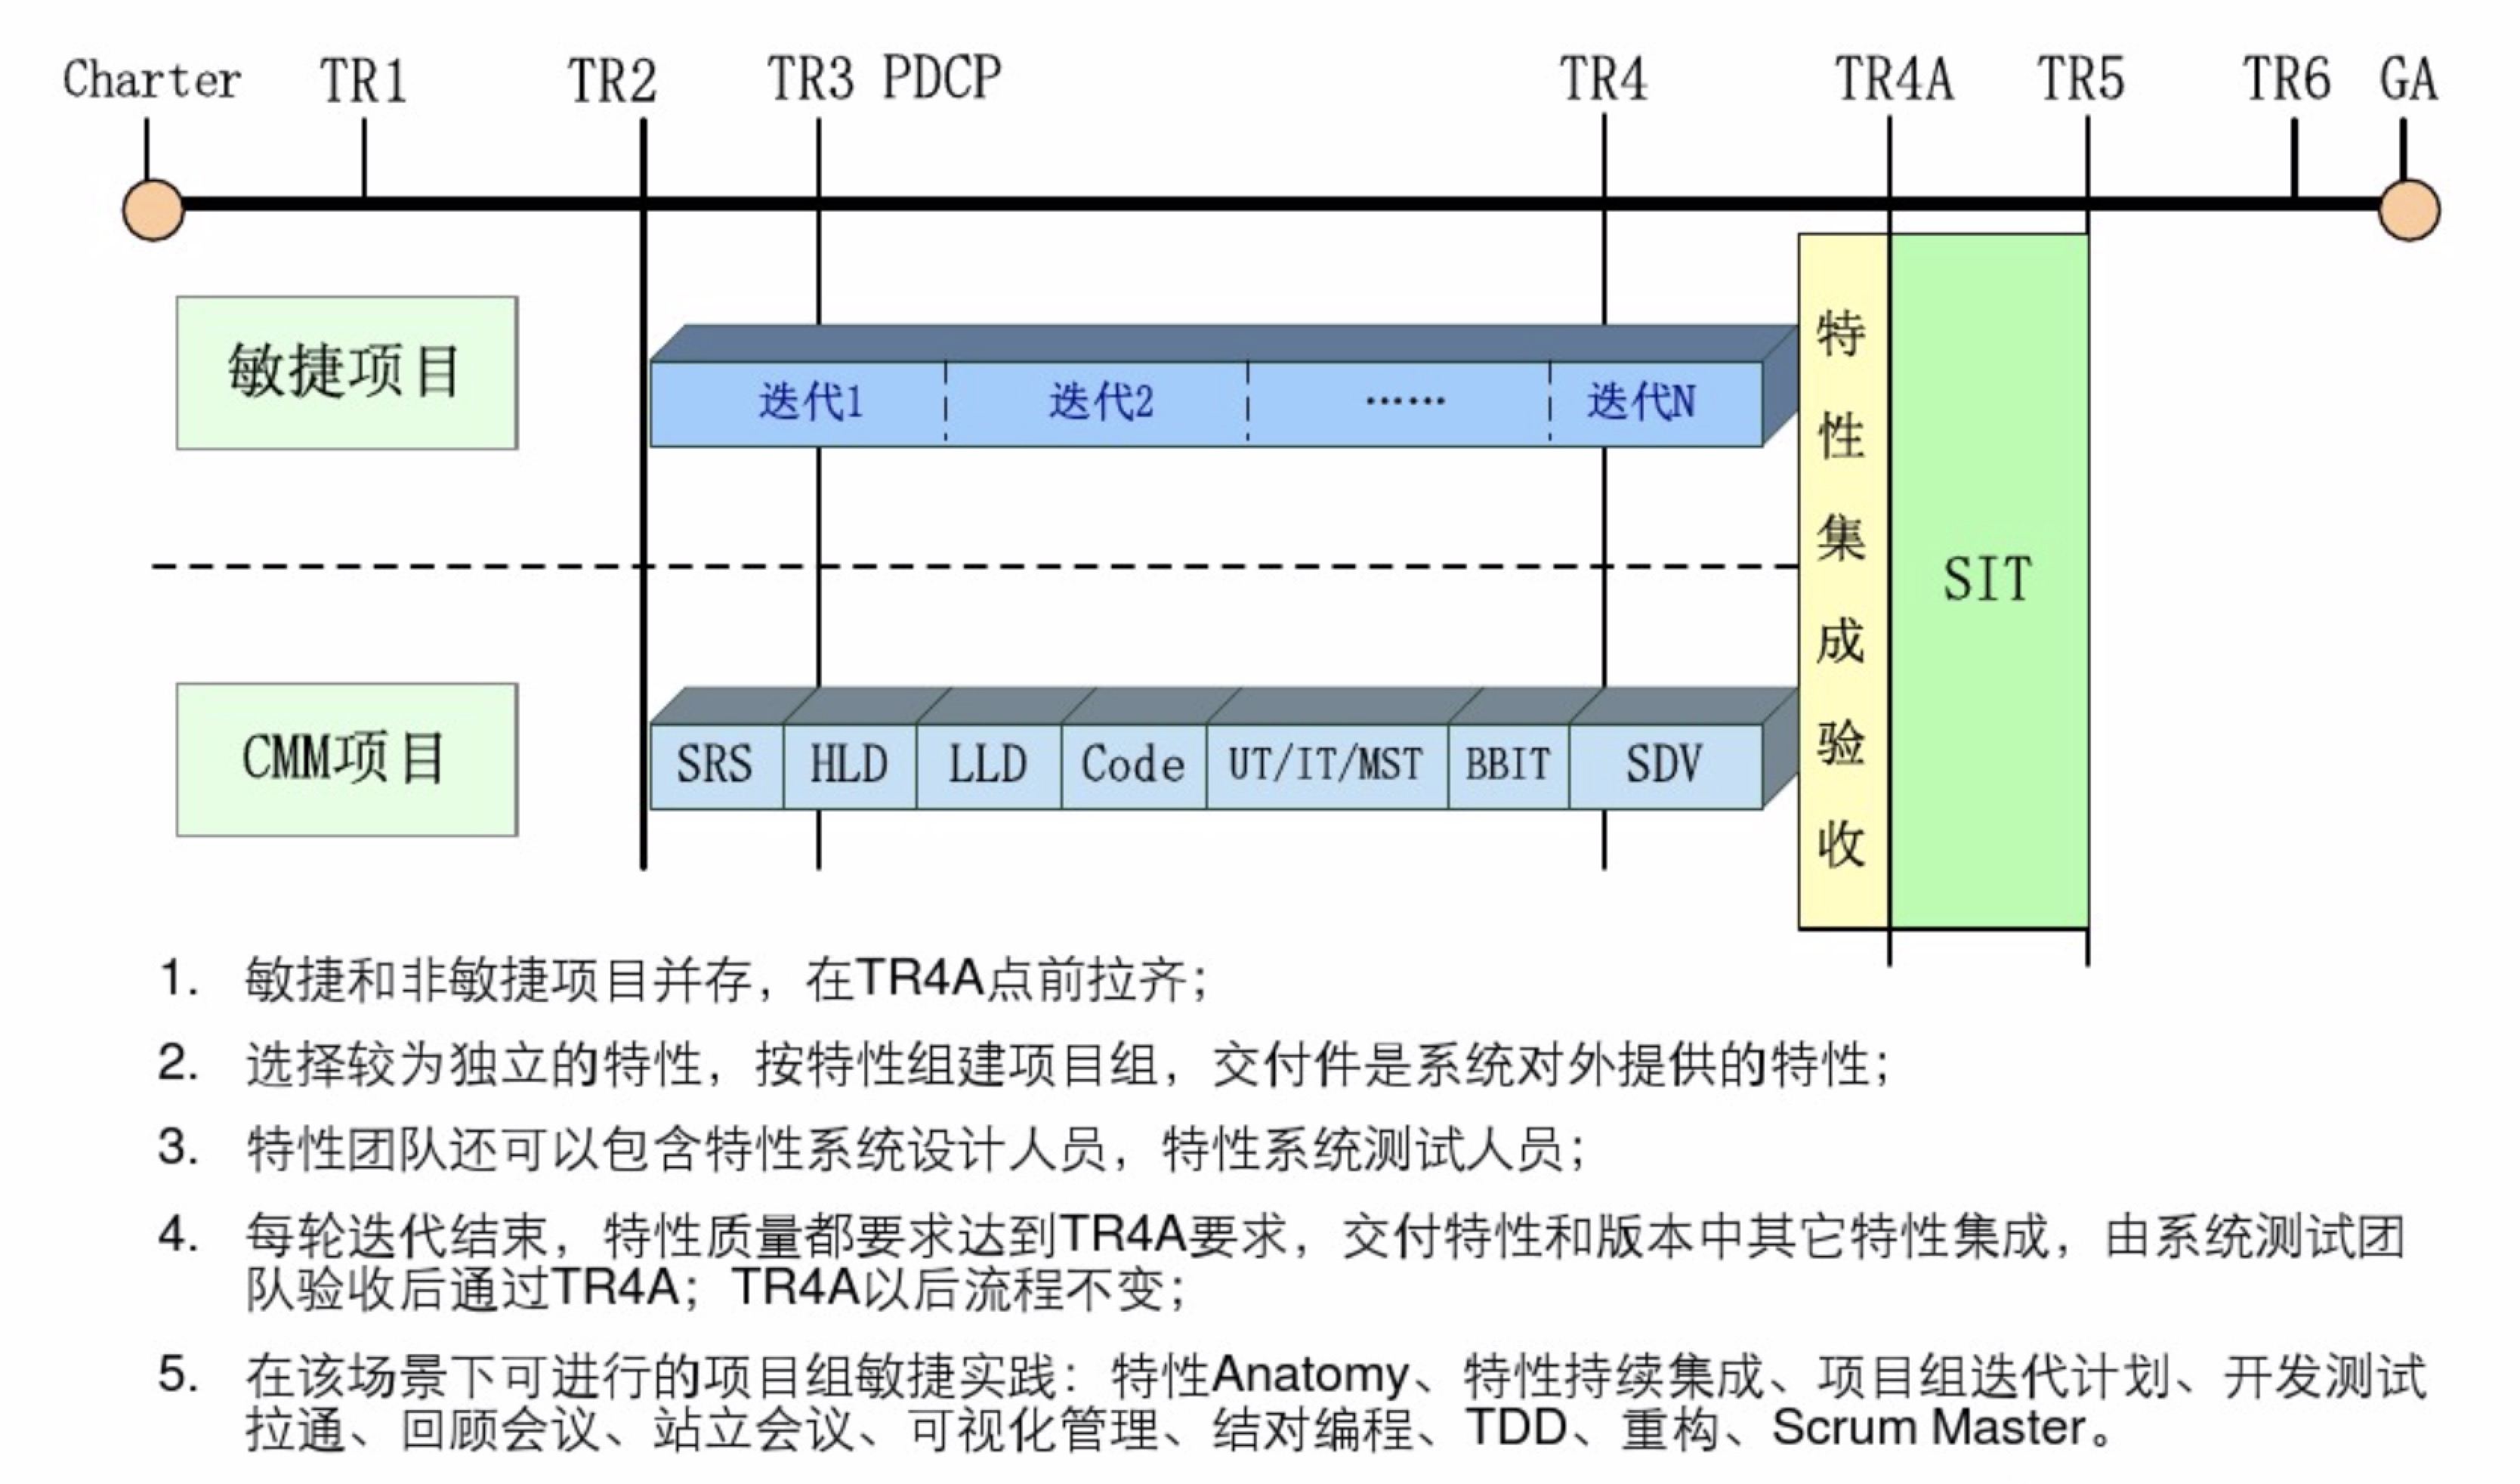 Charter TR1 TR2 TR3 PDCP TR4 TR4A TR5 TR6 GA
敏捷项目
迭代1 迭代2 …… 迭代N
特性集成验收
SIT
CMM项目
SRS HLD LLD Code UT/IT/MST BBIT SDV
1. 敏捷和非敏捷项目并存，在TR4A点前拉齐；
2. 选择较为独立的特性，按特性组建项目组，交付件是系统对外提供的特性；
3. 特性团队还可以包含特性系统设计人员，特性系统测试人员；
4. 每轮迭代结束，特性质量都要求达到TR4A要求，交付特性和版本中其它特性集成，由系统测试团
队验收后通过TR4A；TR4A以后流程不变；
5. 在该场景下可进行的项目组敏捷实践：特性Anatomy、特性持续集成、项目组迭代计划、开发测试
拉通、回顾会议、站立会议、可视化管理、结对编程、TDD、重构、Scrum Master。